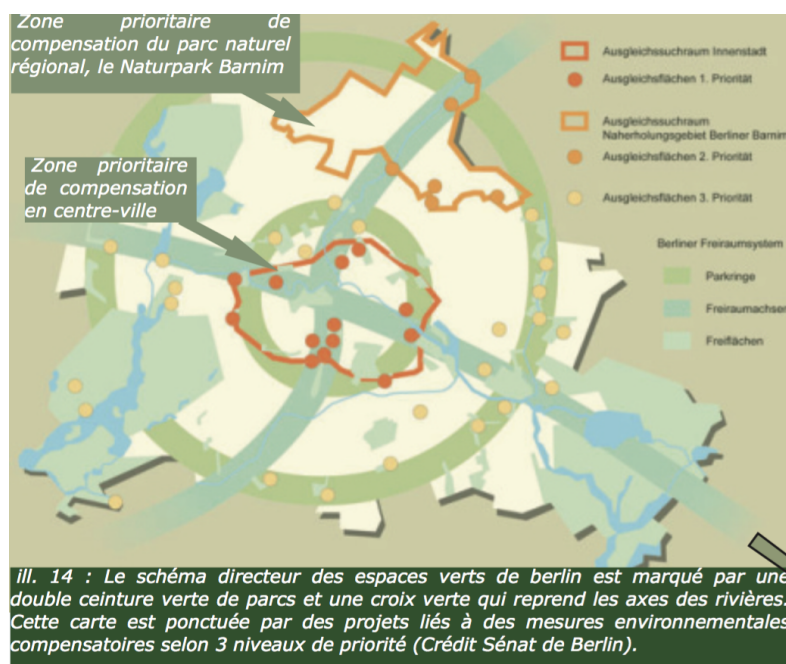 Zone prioritaire de
compensation du parc naturel
régional, le Naturpark Barnim
Zone prioritaire
de compensation
en centre-ville
Ausgleichssuchraum Innenstadt
Ausgleichsflächen 1. Priorität
Ausgleichssuchraum
Naherholungsgebiet Berliner Barnim
Ausgleichsflächen 2. Priorität
Ausgleichsflächen 3. Priorität
Berliner Freiraumsystem
Parkringe
Freiraumachsen
Freiflächen
ill. 14 : Le schéma directeur des espaces verts de berlin est marqué par une
double ceinture verte de parcs et une croix verte qui reprend les axes des rivières.
Cette carte est ponctuée par des projets liés à des mesures environnementales
compensatoires selon 3 niveaux de priorité (Crédit Sénat de Berlin).